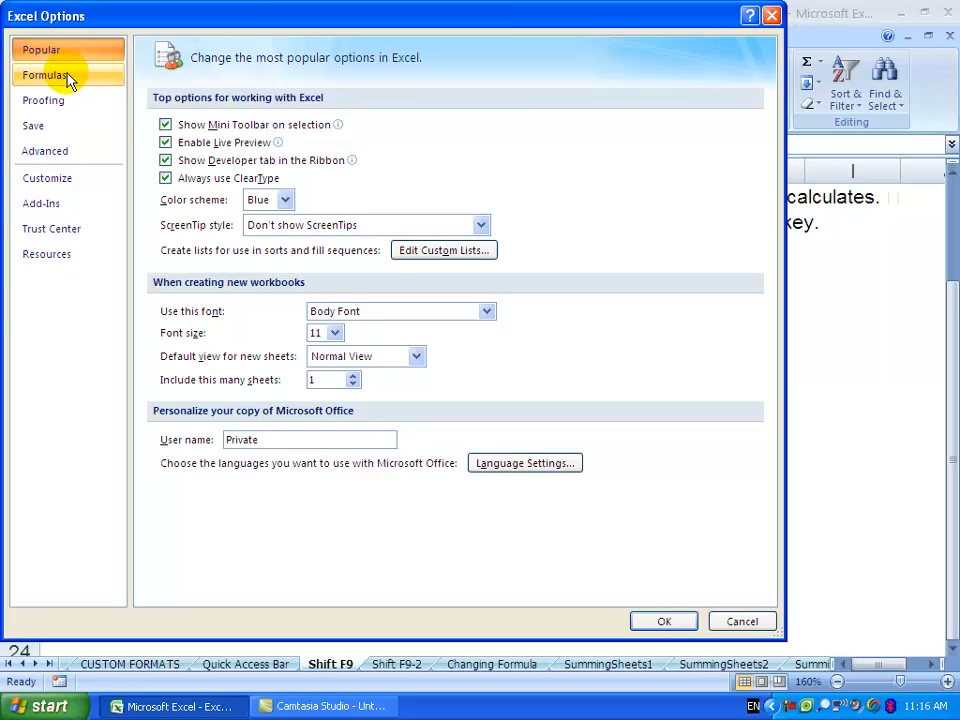 Excel Options
- Microsoft Ex...
Popular
Formulas
Proofing
Save
Advanced
Customize
Add-Ins
Trust Center
Resources
Change the most popular options in Excel.
Top options for working with Excel
Show Mini Toolbar on selection
Enable Live Preview
Show Developer tab in the Ribbon
Always use ClearType
Color scheme: Blue
ScreenTip style: Don't show ScreenTips
Create lists for use in sorts and fill sequences: Edit Custom Lists...
When creating new workbooks
Use this font: Body Font
Font size: 11
Default view for new sheets: Normal View
Include this many sheets: 1
Personalize your copy of Microsoft Office
User name: Private
Choose the languages you want to use with Microsoft Office: Language Settings...
OK Cancel
Σ
Sort & Filter
Find & Select
Editing
calculates.
key.
24
CUSTOM FORMATS Quick Access Bar Shift F9 Shift F9-2 Changing Formula SummingSheets1 SummingSheets2 Summi
Ready 160%
start Microsoft Excel - Exc... Camtasia Studio - Unt... EN 11:16 AM